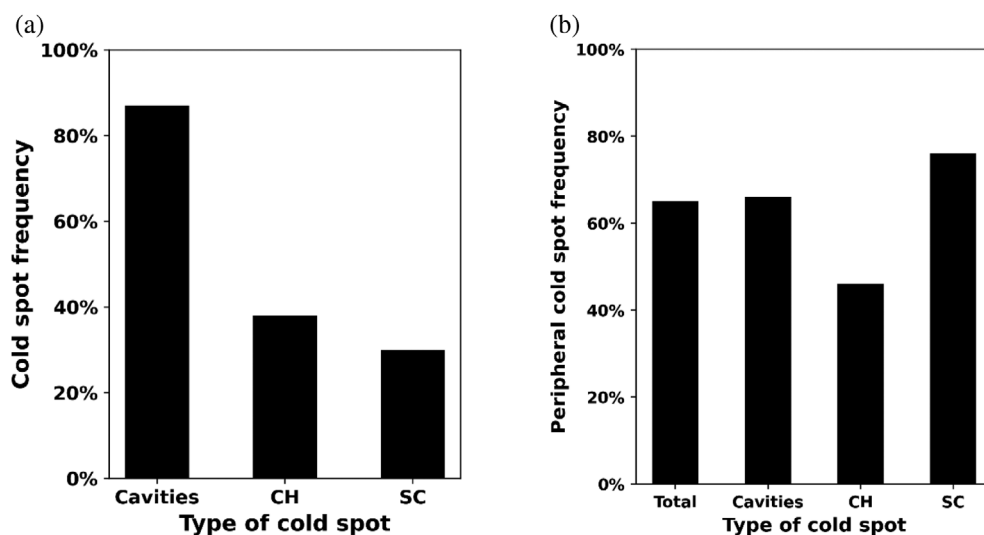 (a)
100%
80%
60%
40%
20%
0%
Cold spot frequency
Cavities CH SC
Type of cold spot
(b)
100%
80%
60%
40%
20%
0%
Peripheral cold spot frequency
Total Cavities CH SC
Type of cold spot